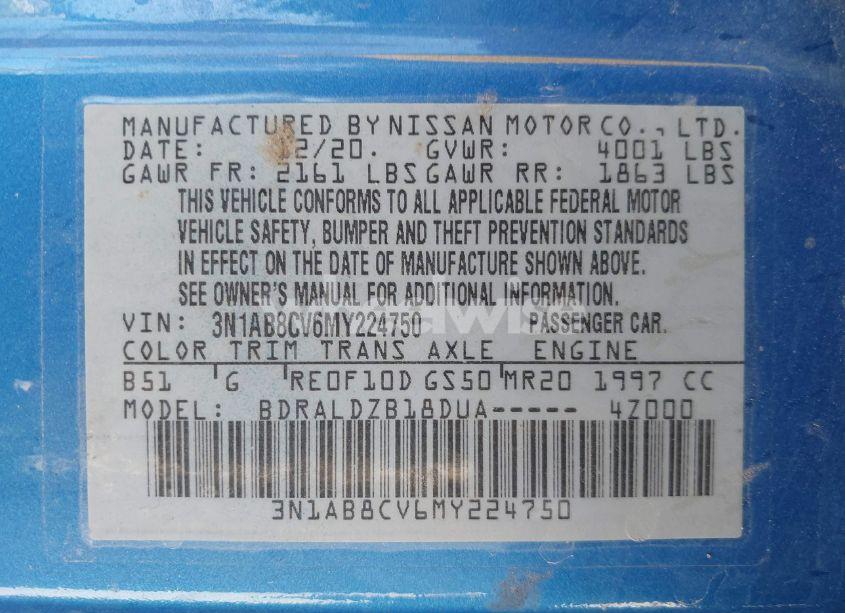 MANUFACTURED BY NISSAN MOTOR CO., LTD.
DATE: 12/20. GVWR: 4001 LBS
GAWR FR: 2161 LBS GAWR RR: 1863 LBS
THIS VEHICLE CONFORMS TO ALL APPLICABLE FEDERAL MOTOR
VEHICLE SAFETY, BUMPER AND THEFT PREVENTION STANDARDS
IN EFFECT ON THE DATE OF MANUFACTURE SHOWN ABOVE.
SEE OWNER'S MANUAL FOR ADDITIONAL INFORMATION.
VIN: 3N1AB8CV6MY224750 PASSENGER CAR.
COLOR TRIM TRANS AXLE ENGINE
B51 G RE0F10D GS50 MR20 1997 CC
MODEL: BDRALDZB18DUA----- 4Z000
3N1AB8CV6MY224750